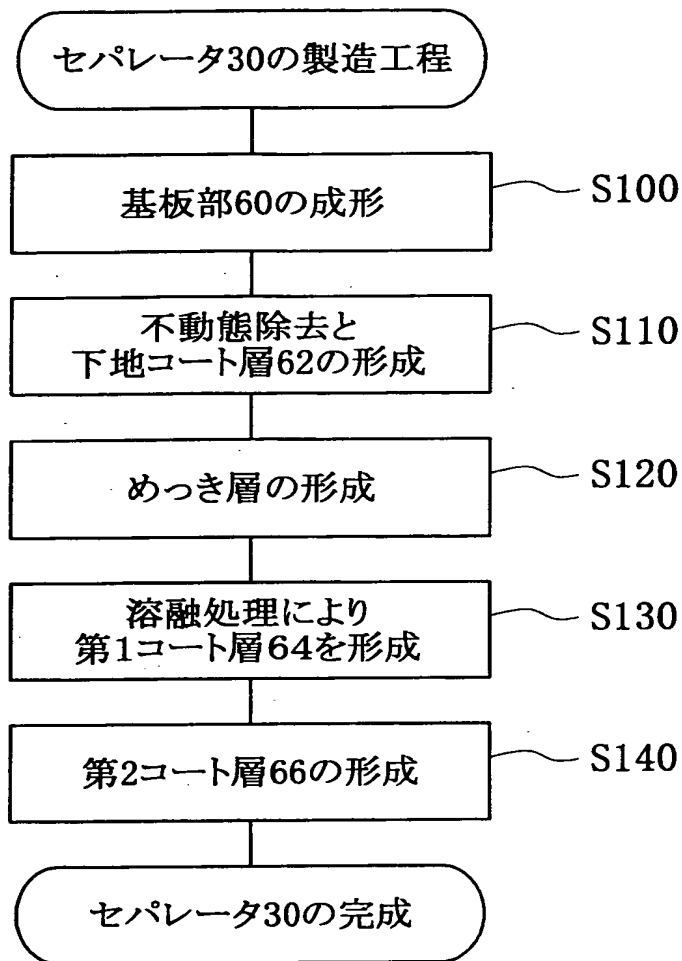 セパレータ30の製造工程
基板部60の成形
S100
不動態除去と
下地コート層62の形成
S110
めっき層の形成
S120
溶融処理により
第1コート層64を形成
S130
第2コート層66の形成
S140
セパレータ30の完成